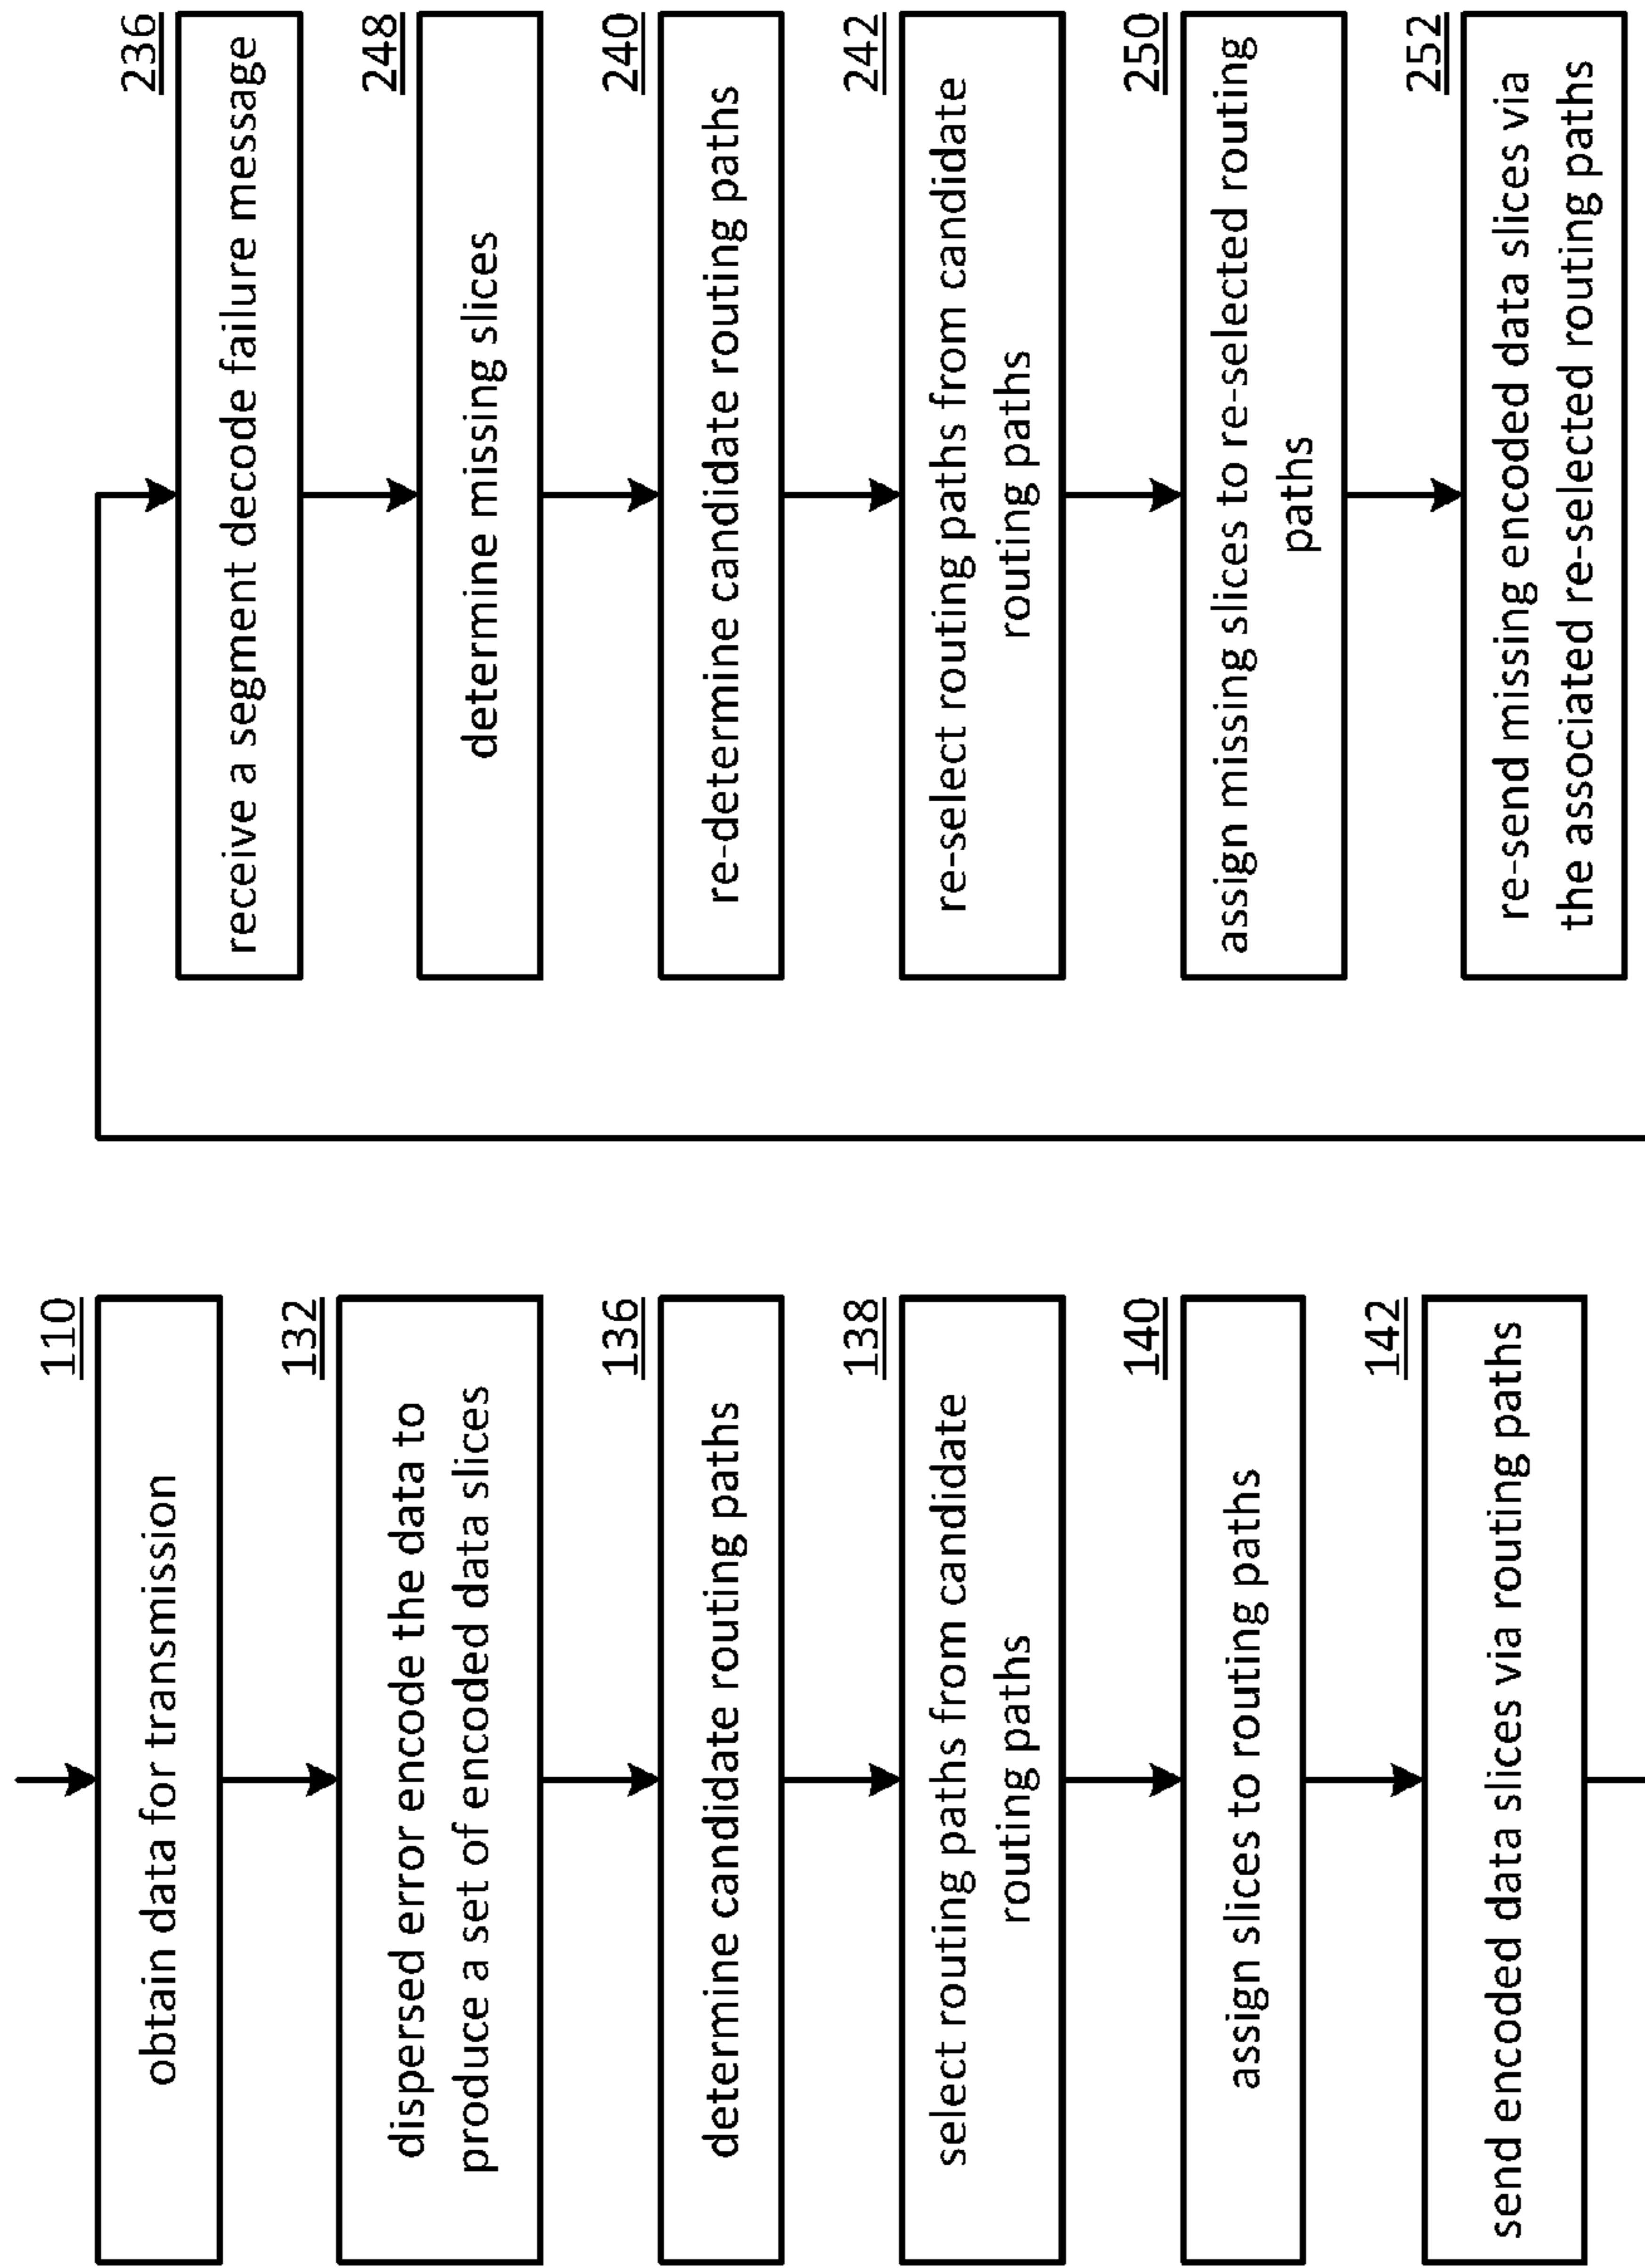 110
obtain data for transmission
132
dispersed error encode the data to
produce a set of encoded data slices
136
determine candidate routing paths
138
select routing paths from candidate
routing paths
140
assign slices to routing paths
142
send encoded data slices via routing paths
236
receive a segment decode failure message
248
determine missing slices
240
re-determine candidate routing paths
242
re-select routing paths from candidate
routing paths
250
assign missing slices to re-selected routing
paths
252
re-send missing encoded data slices via
the associated re-selected routing paths